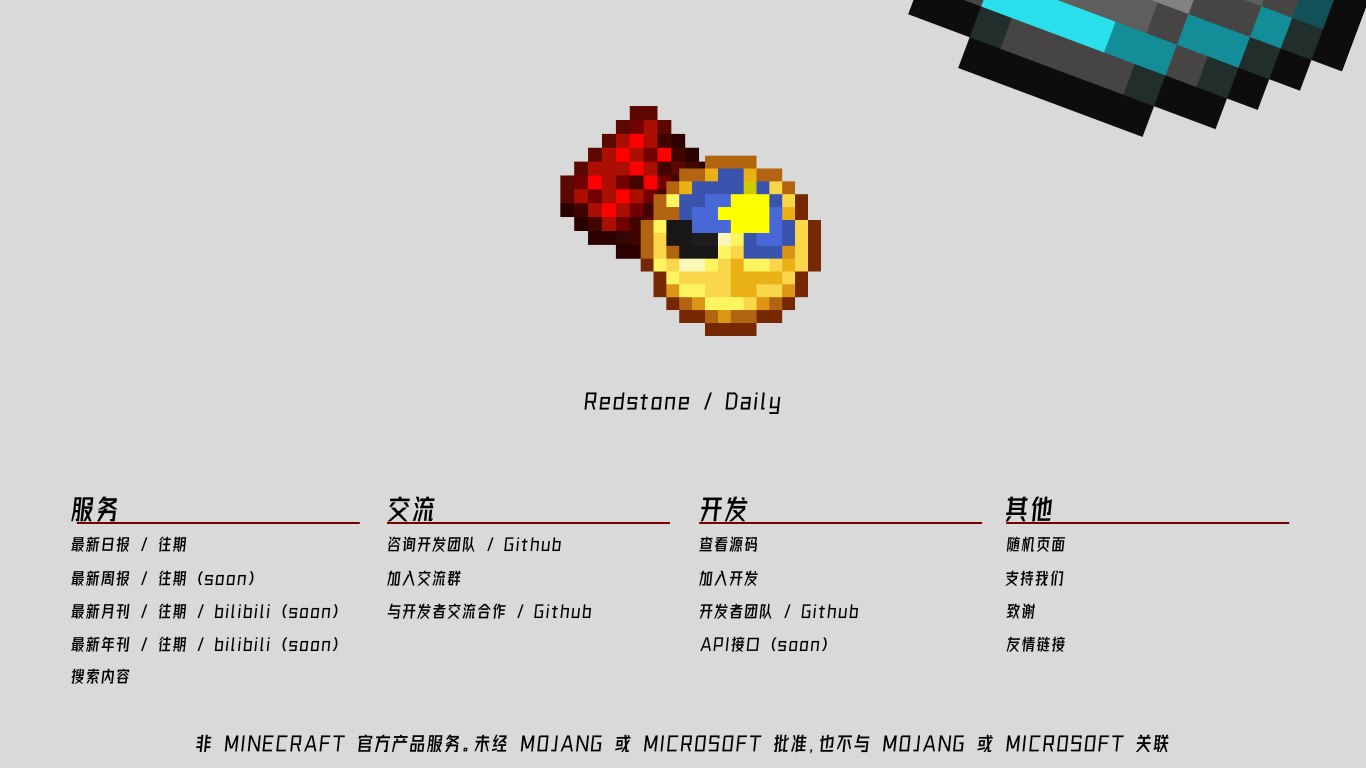 Redstone / Daily
服务
最新日报 / 往期
最新周报 / 往期 (soon)
最新月刊 / 往期 / bilibili (soon)
最新年刊 / 往期 / bilibili (soon)
搜索内容
交流
咨询开发团队 / Github
加入交流群
与开发者交流合作 / Github
开发
查看源码
加入开发
开发者团队 / Github
API接口 (soon)
其他
随机页面
支持我们
致谢
友情链接
非 MINECRAFT 官方产品服务。未经 MOJANG 或 MICROSOFT 批准，也不与 MOJANG 或 MICROSOFT 关联